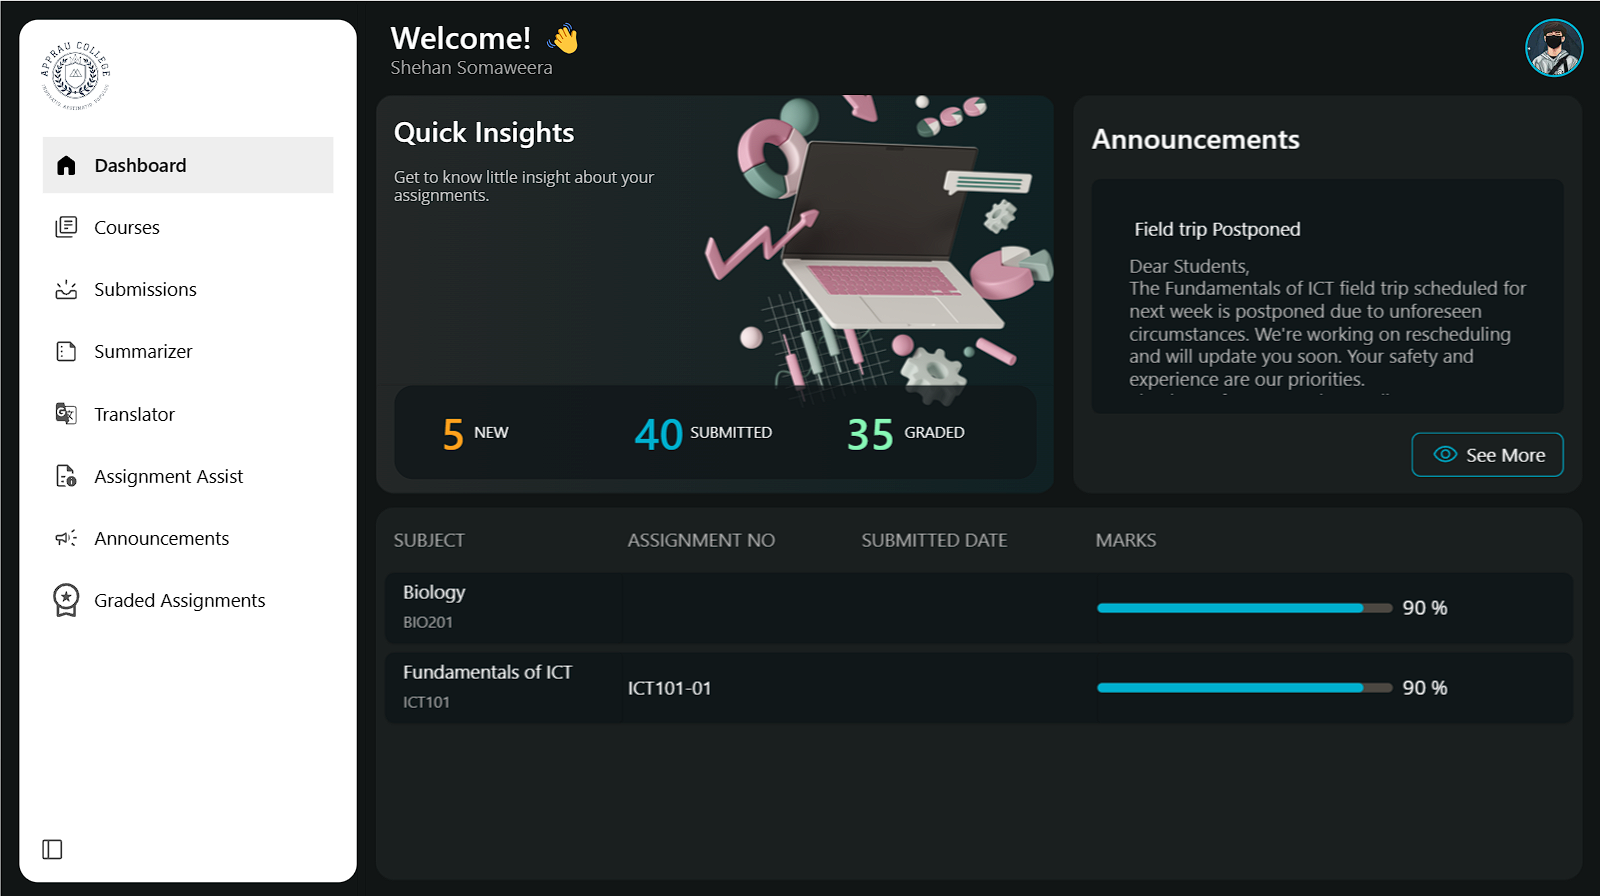 APPRAU COLLEGE
Dashboard
Courses
Submissions
Summarizer
Translator
Assignment Assist
Announcements
Graded Assignments
Welcome! 👋
Shehan Somaweera
Quick Insights
Get to know little insight about your
assignments.
5 NEW
40 SUBMITTED
35 GRADED
Announcements
Field trip Postponed
Dear Students,
The Fundamentals of ICT field trip scheduled for
next week is postponed due to unforeseen
circumstances. We're working on rescheduling
and will update you soon. Your safety and
experience are our priorities.
See More
SUBJECT ASSIGNMENT NO SUBMITTED DATE MARKS
Biology
BIO201
90 %
Fundamentals of ICT
ICT101
ICT101-01
90 %